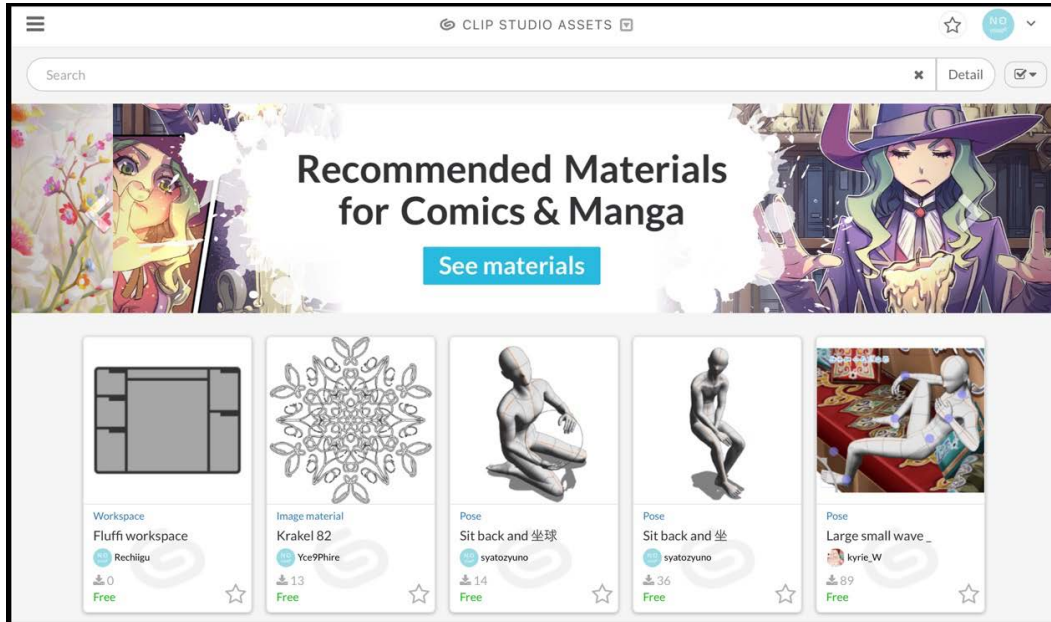 CLIP STUDIO ASSETS
NO
Search
Detail
Recommended Materials
for Comics & Manga
See materials
Workspace
Fluffi workspace
Rechiigu
0
Free
Image material
Krakel 82
Yce9Phire
13
Free
Pose
Sit back and 坐球
syatozyuno
14
Free
Pose
Sit back and 坐
syatozyuno
36
Free
Pose
Large small wave _
kyrie_W
89
Free